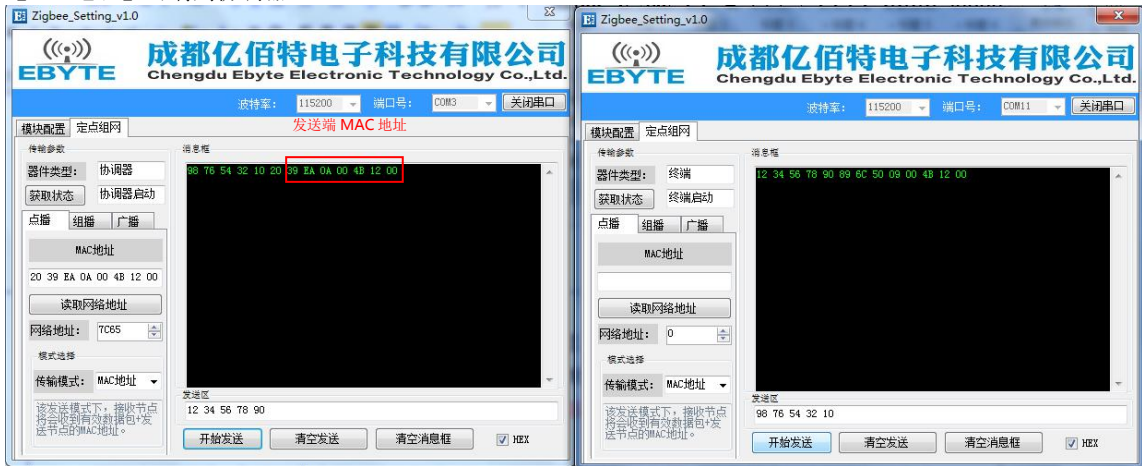 Zigbee_Setting_v1.0
EBYTE
成都亿佰特电子科技有限公司
Chengdu Ebyte Electronic Technology Co.,Ltd.
波特率: 115200 端口号: COM3 关闭串口
模块配置 定点组网
发送端 MAC 地址
传输参数
器件类型: 协调器
获取状态 协调器启动
点播 组播 广播
MAC地址
20 39 EA 0A 00 4B 12 00
读取网络地址
网络地址: 7C65
模式选择
传输模式: MAC地址
该发送模式下，接收节点
将会收到有效数据包+发
送节点的MAC地址。
消息框
98 76 54 32 10 20 39 EA 0A 00 4B 12 00
发送区
12 34 56 78 90
开始发送 清空发送 清空消息框 HEX
Zigbee_Setting_v1.0
EBYTE
成都亿佰特电子科技有限公司
Chengdu Ebyte Electronic Technology Co.,Ltd.
波特率: 115200 端口号: COM11 关闭串口
模块配置 定点组网
传输参数
器件类型: 终端
获取状态 终端启动
点播 组播 广播
MAC地址
读取网络地址
网络地址: 0
模式选择
传输模式: MAC地址
该发送模式下，接收节点
将会收到有效数据包+发
送节点的MAC地址。
消息框
12 34 56 78 90 89 6C 50 09 00 4B 12 00
发送区
98 76 54 32 10
开始发送 清空发送 清空消息框 HEX